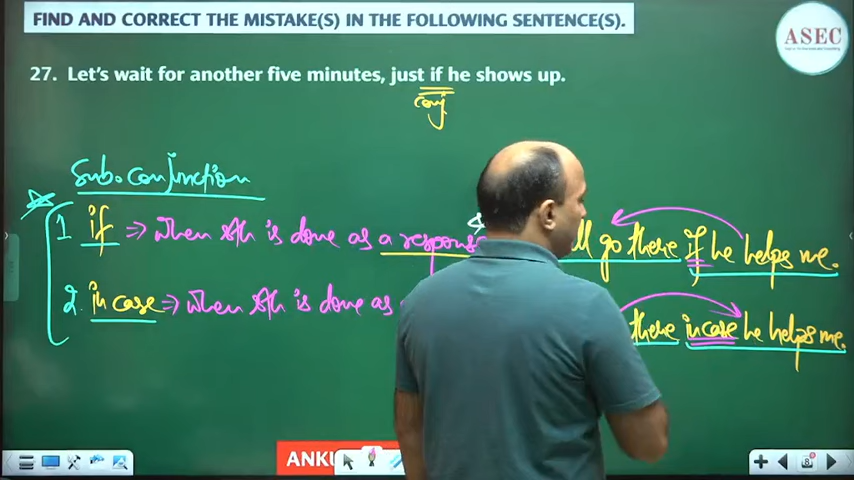 FIND AND CORRECT THE MISTAKE(S) IN THE FOLLOWING SENTENCE(S).
ASEC
27. Let's wait for another five minutes, just if he shows up.
conj
Sub. conjunction
1. if ⇒ when sth is done as a response
go there if he helps me.
2. in case ⇒ when sth is done as
there incase he helps me.
ANKU
8